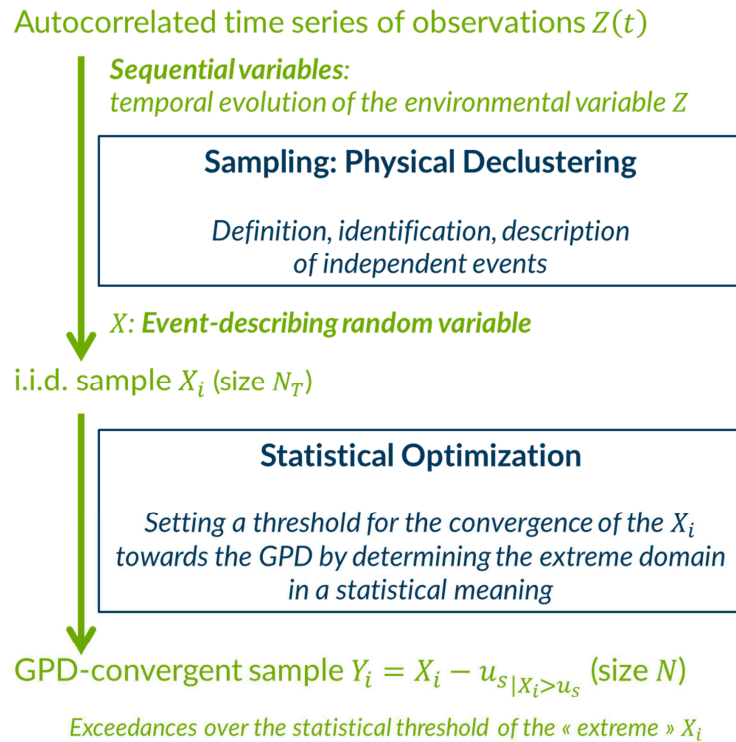 Autocorrelated time series of observations Z(t)
Sequential variables:
temporal evolution of the environmental variable Z
Sampling: Physical Declustering
Definition, identification, description
of independent events
X: Event-describing random variable
i.i.d. sample X_i (size N_T)
Statistical Optimization
Setting a threshold for the convergence of the X_i
towards the GPD by determining the extreme domain
in a statistical meaning
GPD-convergent sample Y_i = X_i − u_{s|X_i>u_s} (size N)
Exceedances over the statistical threshold of the « extreme » X_i